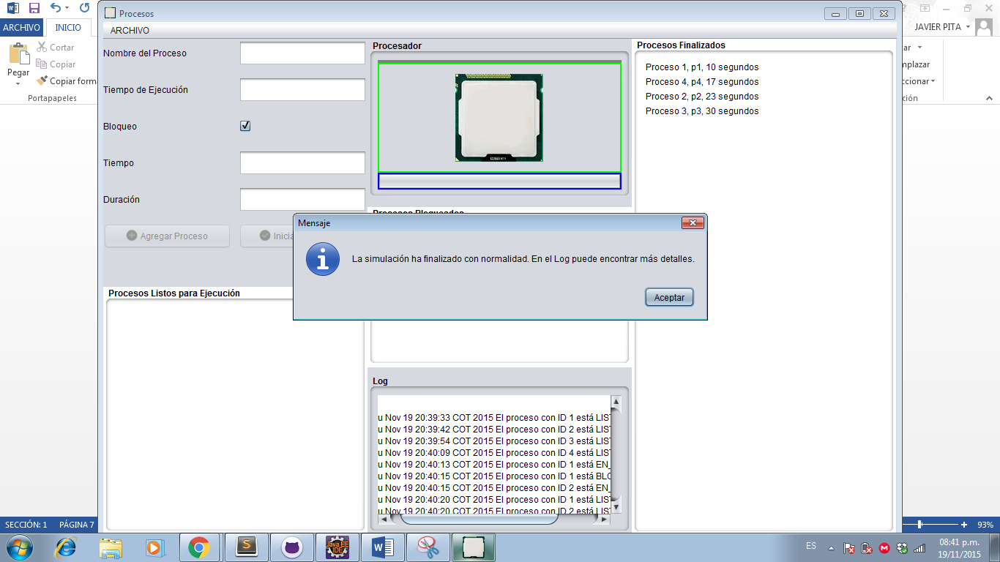 ARCHIVO
INICIO
Cortar
Copiar
Copiar form
Pegar
Portapapeles
Procesos
ARCHIVO
Nombre del Proceso
Tiempo de Ejecución
Bloqueo
Tiempo
Duración
Agregar Proceso
Inicia
Procesos Listos para Ejecución
Procesador
Procesos Bloqueados
Mensaje
La simulación ha finalizado con normalidad. En el Log puede encontrar más detalles.
Aceptar
Log
u Nov 19 20:39:33 COT 2015 El proceso con ID 1 está LIST
u Nov 19 20:39:42 COT 2015 El proceso con ID 2 está LIST
u Nov 19 20:39:54 COT 2015 El proceso con ID 3 está LIST
u Nov 19 20:40:09 COT 2015 El proceso con ID 4 está LIST
u Nov 19 20:40:13 COT 2015 El proceso con ID 1 está EN_
u Nov 19 20:40:15 COT 2015 El proceso con ID 1 está BLO
u Nov 19 20:40:15 COT 2015 El proceso con ID 2 está EN_
u Nov 19 20:40:20 COT 2015 El proceso con ID 1 está LIST
u Nov 19 20:40:20 COT 2015 El proceso con ID 2 está LIST
Procesos Finalizados
Proceso 1, p1, 10 segundos
Proceso 4, p4, 17 segundos
Proceso 2, p2, 23 segundos
Proceso 3, p3, 30 segundos
JAVIER PITA
ar
mplazar
ccionar
ción
SECCIÓN: 1 PÁGINA 7
93%
Java EE
IDE
ES
08:41 p.m.
19/11/2015